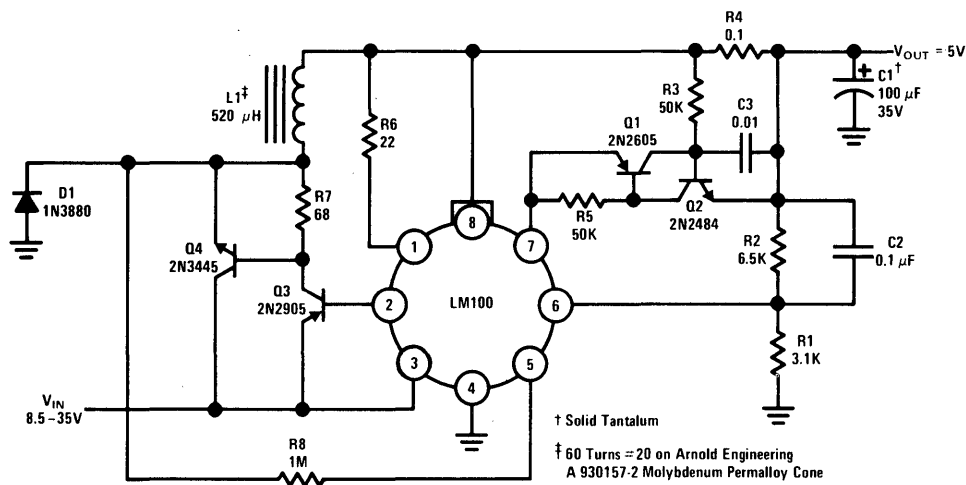 R4
0.1
V_OUT = 5V
C1†
100 μF
35V
+
L1‡
520 μH
R6
22
R3
50K
C3
0.01
Q1
2N2605
D1
1N3880
R7
68
Q4
2N3445
Q3
2N2905
R5
50K
Q2
2N2484
R2
6.5K
C2
0.1 μF
1
2
3
4
5
6
7
8
LM100
R1
3.1K
V_IN
8.5–35V
R8
1M
† Solid Tantalum
‡ 60 Turns = 20 on Arnold Engineering
A 930157-2 Molybdenum Permalloy Cone